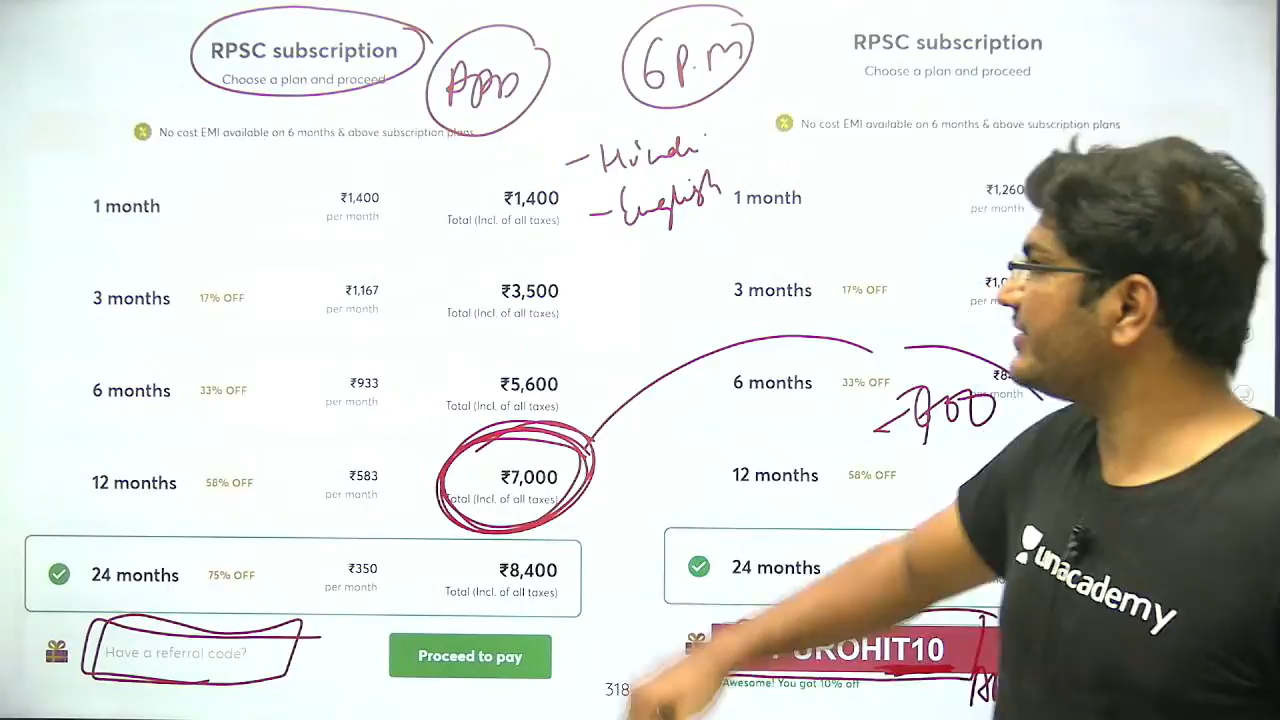 RPSC subscription
Choose a plan and proceed
App
6 P.M
No cost EMI available on 6 months & above subscription plans
- Hindi
- English
1 month
₹1,400
per month
₹1,400
Total (Incl. of all taxes)
3 months
17% OFF
₹1,167
per month
₹3,500
Total (Incl. of all taxes)
6 months
33% OFF
₹933
per month
₹5,600
Total (Incl. of all taxes)
12 months
58% OFF
₹583
per month
₹7,000
Total (Incl. of all taxes)
24 months
75% OFF
₹350
per month
₹8,400
Total (Incl. of all taxes)
Have a referral code?
Proceed to pay
318
RPSC subscription
Choose a plan and proceed
No cost EMI available on 6 months & above subscription plans
1 month
₹1,260
per month
3 months
17% OFF
6 months
33% OFF
month
12 months
58% OFF
24 months
UROHIT10
Awesome! You got 10% off
unacademy